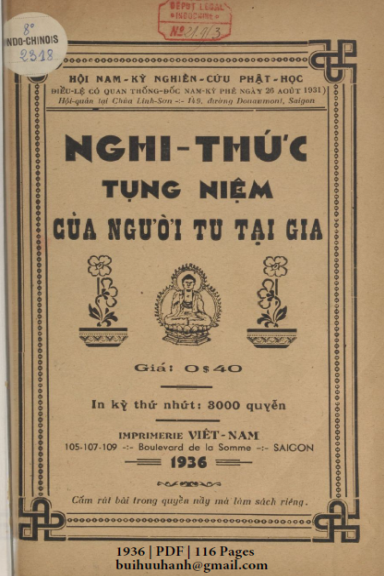 DÉPOT LÉGAL
INDOCHINE
8°
INDO-CHINOIS
2318
HỘI NAM-KỲ NGHIÊN-CỨU PHẬT-HỌC
(ĐIỀU-LỆ CÓ QUAN THỐNG-ĐỐC NAM-KỲ PHÊ NGÀY 26 AOÛT 1931)
Hội-quán tại Chùa Linh-Sơn -:- 149, đường Douaumont, Saigon
NGHI-THỨC
TỤNG NIỆM
CỦA NGƯỜI TU TẠI GIA
Giá: 0$40
In kỳ thứ nhứt: 3000 quyển
IMPRIMERIE VIỆT-NAM
105-107-109 -:- Boulevard de la Somme -:- SAIGON
1936
Cấm rút bài trong quyển nầy mà làm sách riêng.
1936 | PDF | 116 Pages
buihuuhanh@gmail.com